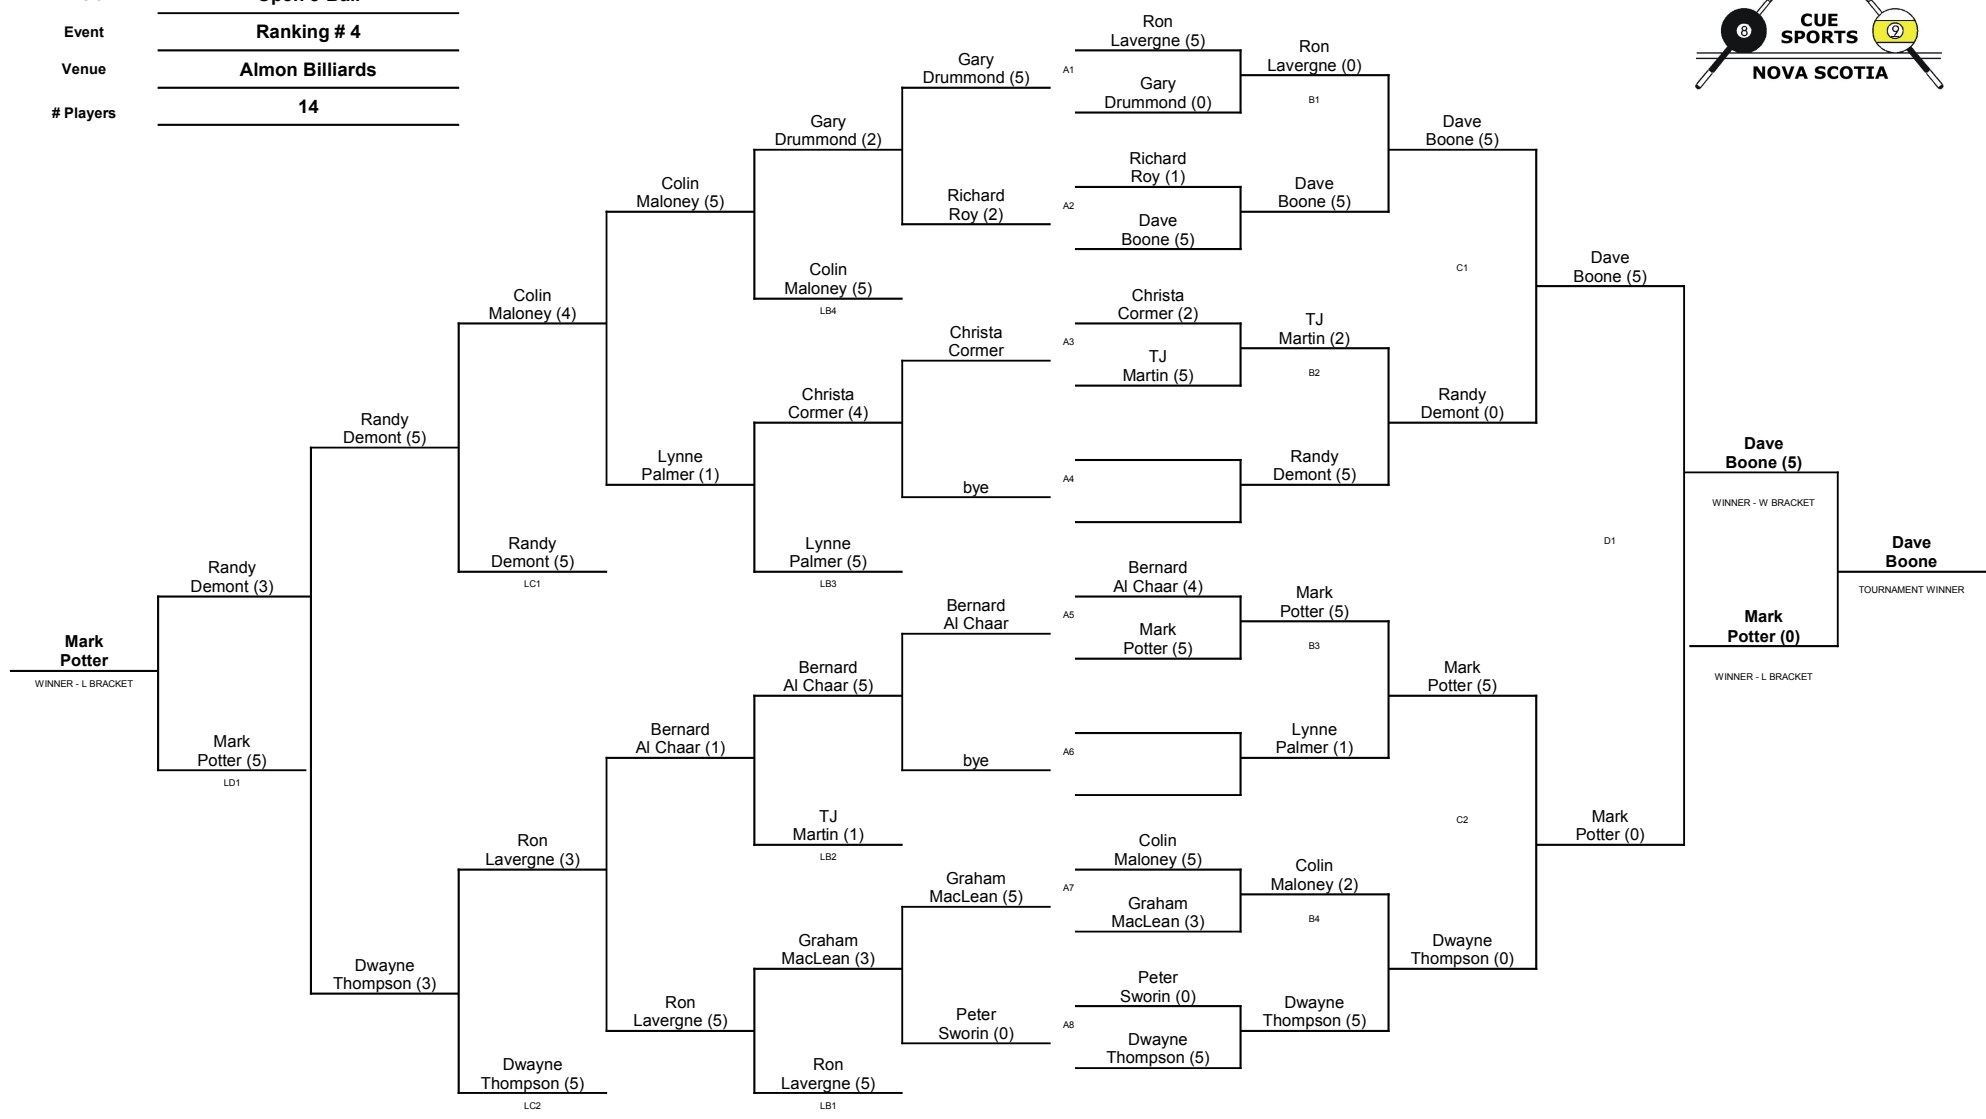 Event
Ranking # 4
Venue
Almon Billiards
# Players
14
8
CUE
SPORTS
9
NOVA SCOTIA
Mark
Potter
WINNER - L BRACKET
Randy
Demont (3)
Mark
Potter (5)
LD1
Randy
Demont (5)
Dwayne
Thompson (3)
Colin
Maloney (4)
Randy
Demont (5)
LC1
Ron
Lavergne (3)
Dwayne
Thompson (5)
LC2
Colin
Maloney (5)
Lynne
Palmer (1)
Bernard
Al Chaar (1)
Ron
Lavergne (5)
Gary
Drummond (2)
Colin
Maloney (5)
LB4
Christa
Cormer (4)
Lynne
Palmer (5)
LB3
Bernard
Al Chaar (5)
TJ
Martin (1)
LB2
Graham
MacLean (3)
Ron
Lavergne (5)
LB1
Gary
Drummond (5)
Richard
Roy (2)
Christa
Cormer
bye
Bernard
Al Chaar
bye
Graham
MacLean (5)
Peter
Sworin (0)
A1
A2
A3
A4
A5
A6
A7
A8
Ron
Lavergne (5)
Gary
Drummond (0)
Richard
Roy (1)
Dave
Boone (5)
Christa
Cormer (2)
TJ
Martin (5)
Bernard
Al Chaar (4)
Mark
Potter (5)
Colin
Maloney (5)
Graham
MacLean (3)
Peter
Sworin (0)
Dwayne
Thompson (5)
Ron
Lavergne (0)
B1
Dave
Boone (5)
TJ
Martin (2)
B2
Randy
Demont (5)
Mark
Potter (5)
B3
Lynne
Palmer (1)
Colin
Maloney (2)
B4
Dwayne
Thompson (5)
Dave
Boone (5)
C1
Randy
Demont (0)
Mark
Potter (5)
C2
Dwayne
Thompson (0)
Dave
Boone (5)
D1
Mark
Potter (0)
Dave
Boone (5)
WINNER - W BRACKET
Mark
Potter (0)
WINNER - L BRACKET
Dave
Boone
TOURNAMENT WINNER